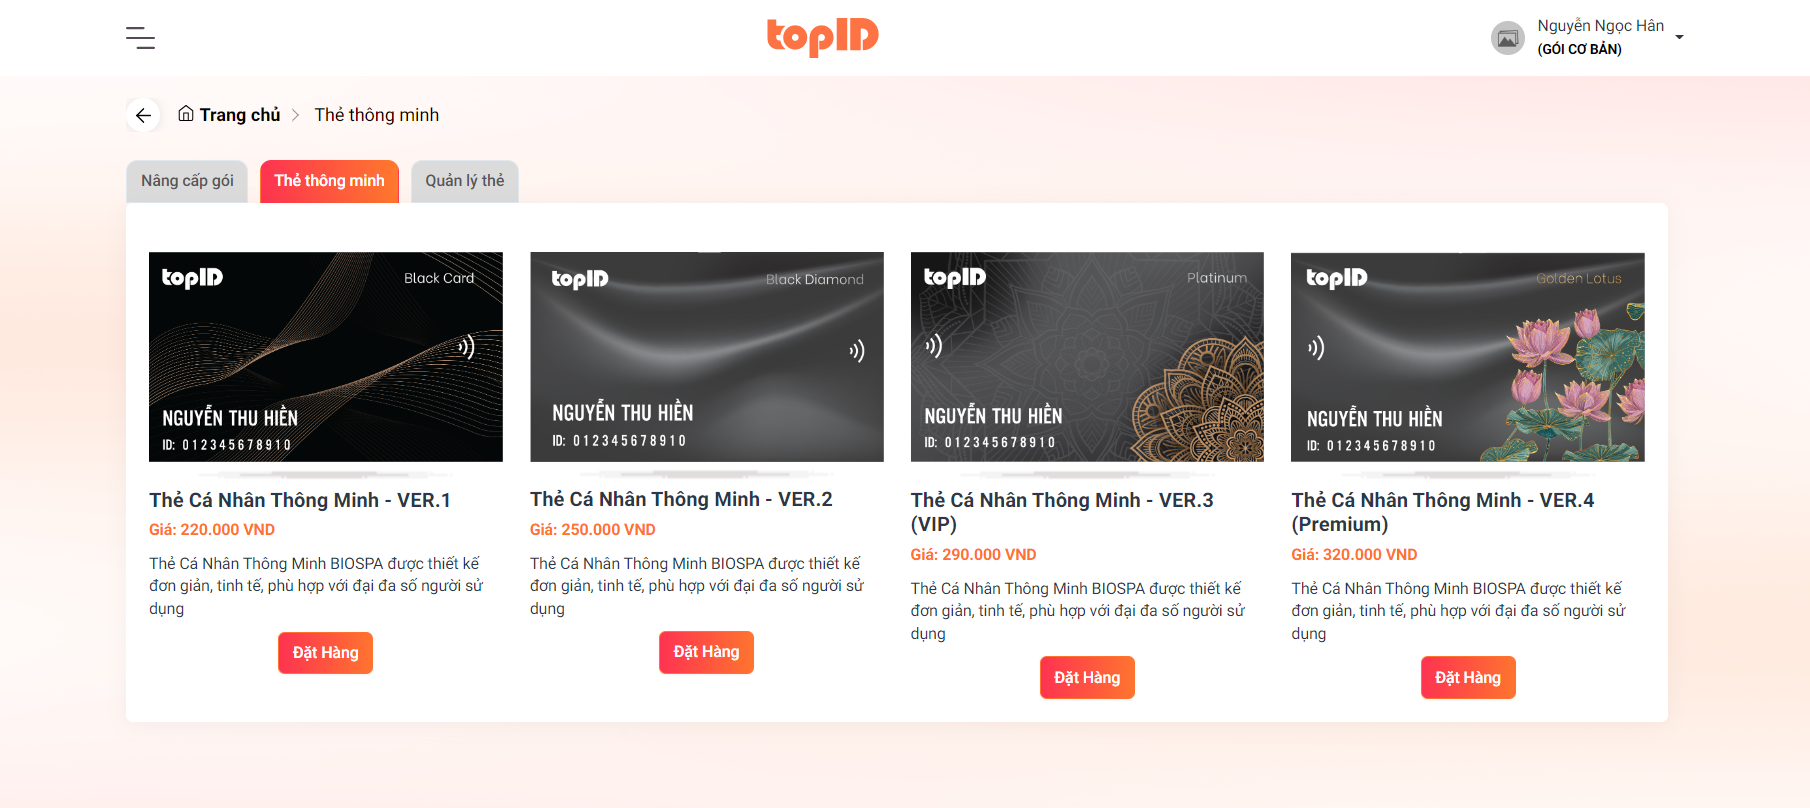 topID
Nguyễn Ngọc Hân
(GÓI CƠ BẢN)
Trang chủ > Thẻ thông minh
Nâng cấp gói
Thẻ thông minh
Quản lý thẻ
topID
Black Card
NGUYỄN THU HIỀN
ID: 012345678910
Thẻ Cá Nhân Thông Minh - VER.1
Giá: 220.000 VND
Thẻ Cá Nhân Thông Minh BIOSPA được thiết kế
đơn giản, tinh tế, phù hợp với đại đa số người sử
dụng
Đặt Hàng
topID
Black Diamond
NGUYỄN THU HIỀN
ID: 012345678910
Thẻ Cá Nhân Thông Minh - VER.2
Giá: 250.000 VND
Thẻ Cá Nhân Thông Minh BIOSPA được thiết kế
đơn giản, tinh tế, phù hợp với đại đa số người sử
dụng
Đặt Hàng
topID
Platinum
NGUYỄN THU HIỀN
ID: 012345678910
Thẻ Cá Nhân Thông Minh - VER.3
(VIP)
Giá: 290.000 VND
Thẻ Cá Nhân Thông Minh BIOSPA được thiết kế
đơn giản, tinh tế, phù hợp với đại đa số người sử
dụng
Đặt Hàng
topID
Golden Lotus
NGUYỄN THU HIỀN
ID: 012345678910
Thẻ Cá Nhân Thông Minh - VER.4
(Premium)
Giá: 320.000 VND
Thẻ Cá Nhân Thông Minh BIOSPA được thiết kế
đơn giản, tinh tế, phù hợp với đại đa số người sử
dụng
Đặt Hàng